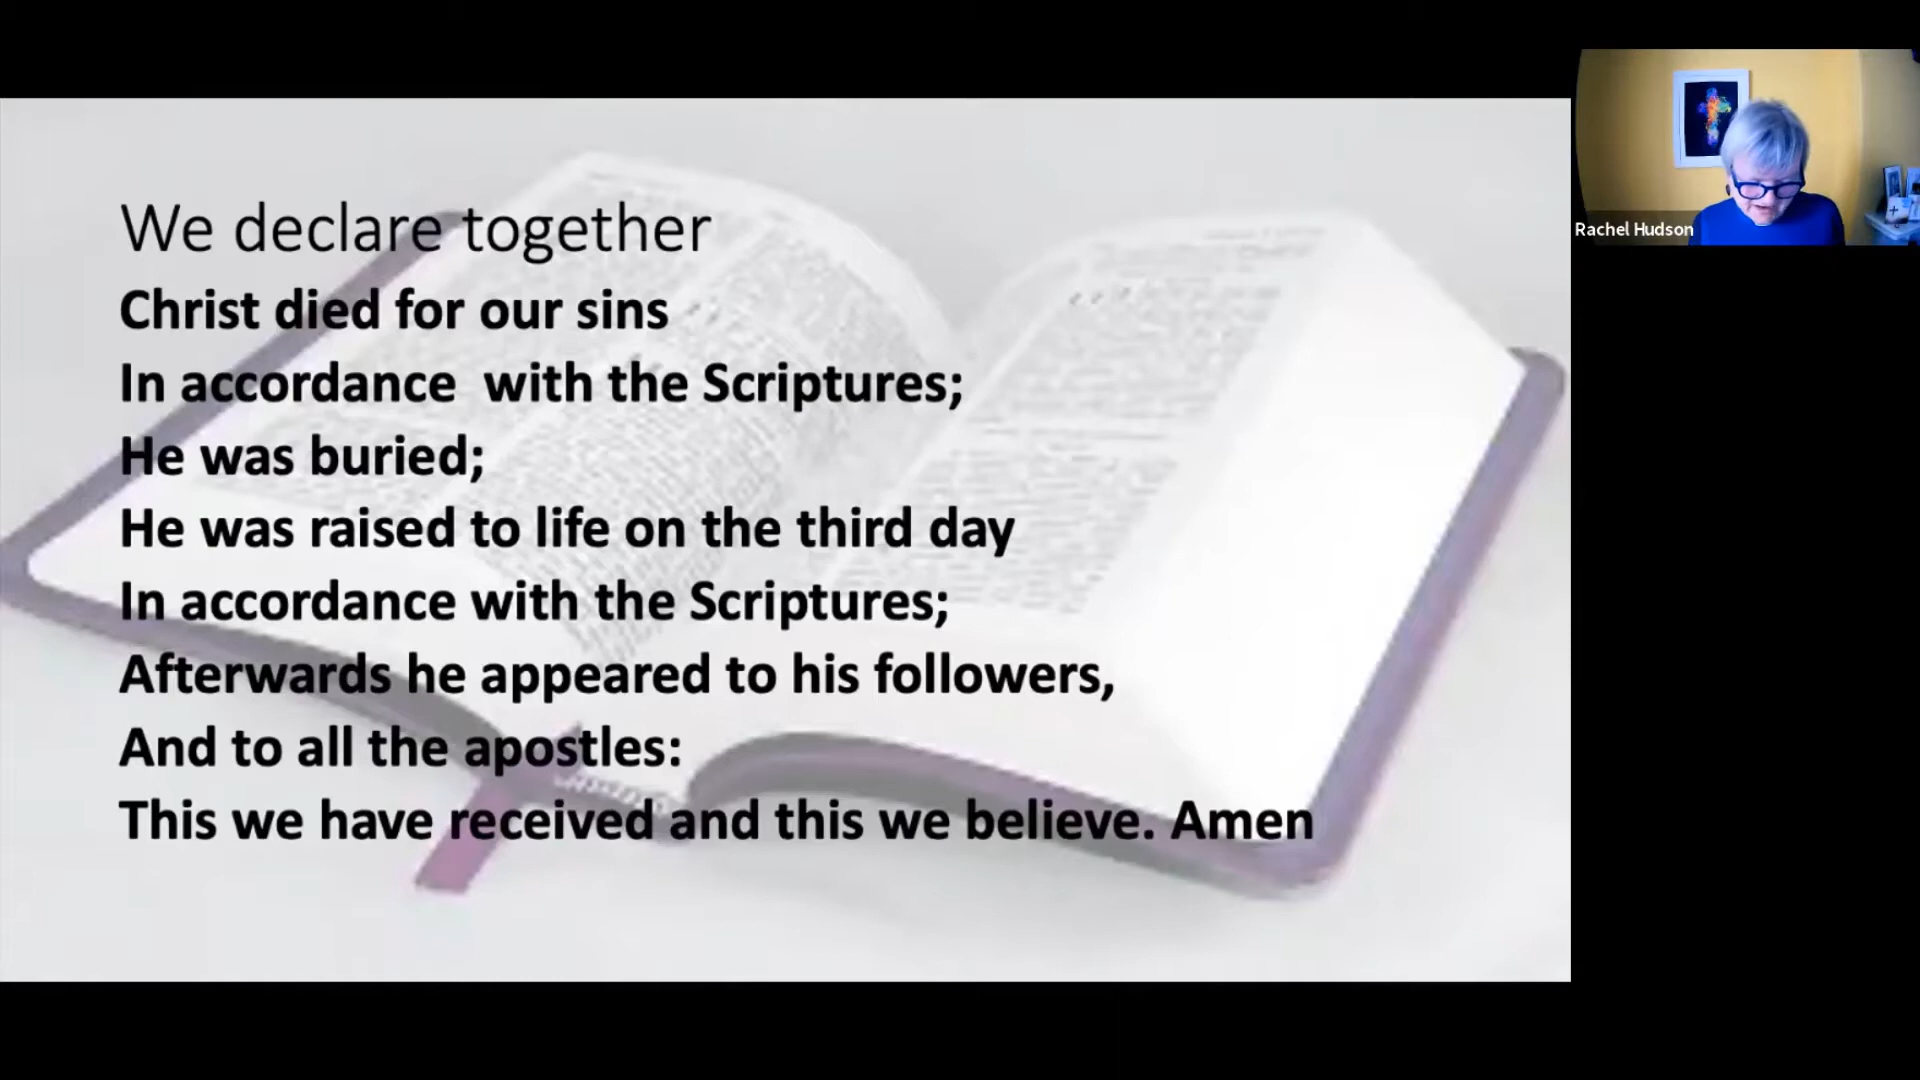 We declare together
Christ died for our sins
In accordance  with the Scriptures;
He was buried;
He was raised to life on the third day
In accordance with the Scriptures;
Afterwards he appeared to his followers,
And to all the apostles:
This we have received and this we believe. Amen
Rachel Hudson